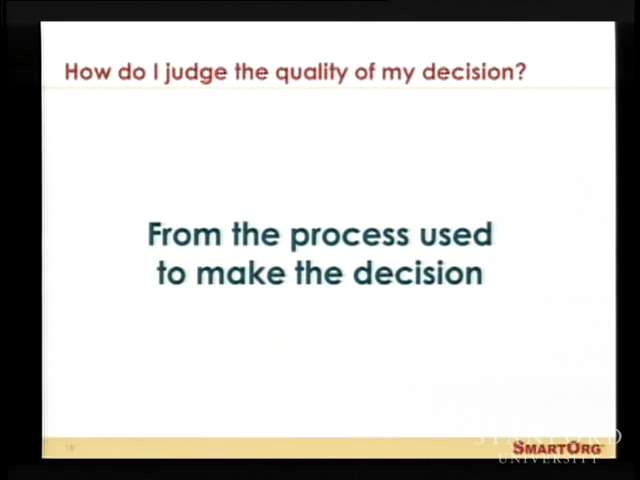 How do I judge the quality of my decision?
From the process used
to make the decision
18
STANFORD
SMARTORG
UNIVERSITY